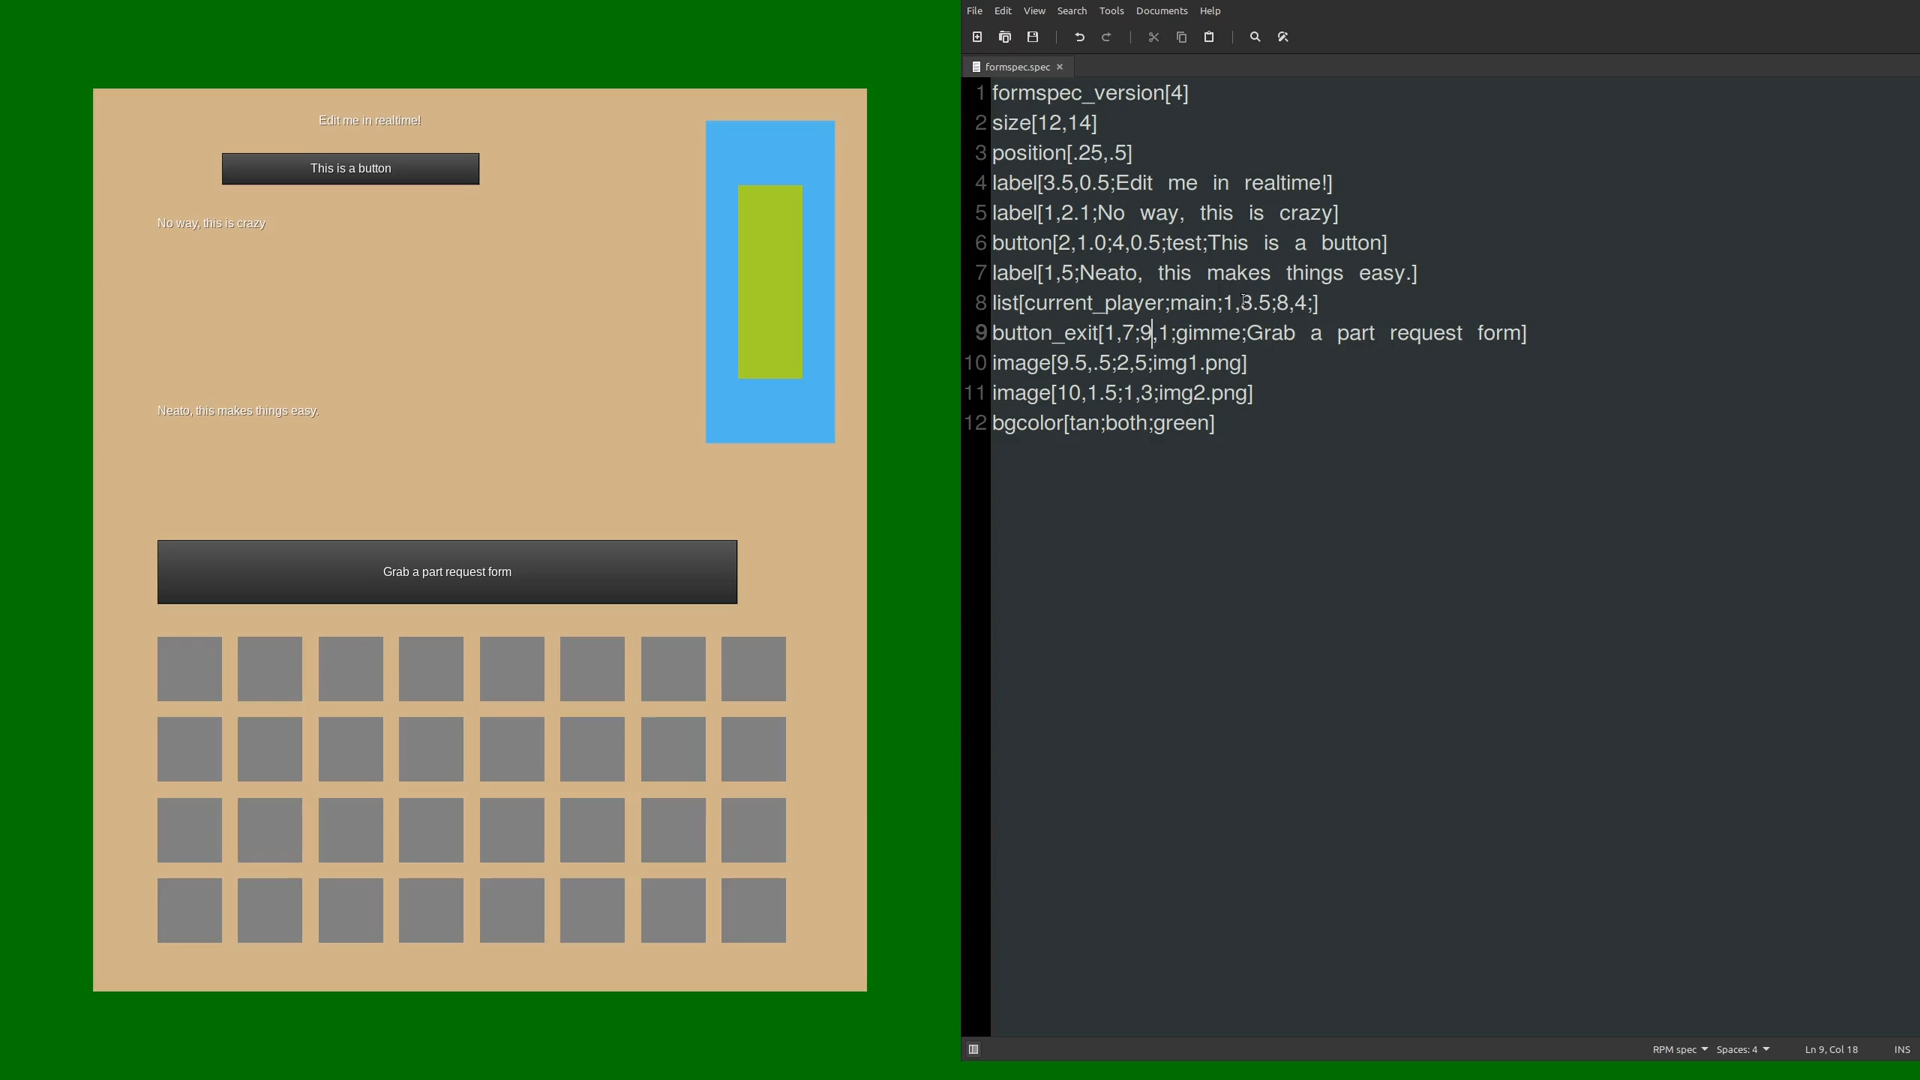 Edit me in realtime!
This is a button
No way, this is crazy
Neato, this makes things easy.
Grab a part request form
File Edit View Search Tools Documents Help
formspec.spec ×
1 formspec_version[4]
2 size[12,14]
3 position[.25,.5]
4 label[3.5,0.5;Edit me in realtime!]
5 label[1,2.1;No way, this is crazy]
6 button[2,1.0;4,0.5;test;This is a button]
7 label[1,5;Neato, this makes things easy.]
8 list[current_player;main;1,8.5;8,4;]
9 button_exit[1,7;9,1;gimme;Grab a part request form]
10 image[9.5,.5;2,5;img1.png]
11 image[10,1.5;1,3;img2.png]
12 bgcolor[tan;both;green]
RPM spec Spaces: 4 Ln 9, Col 18 INS